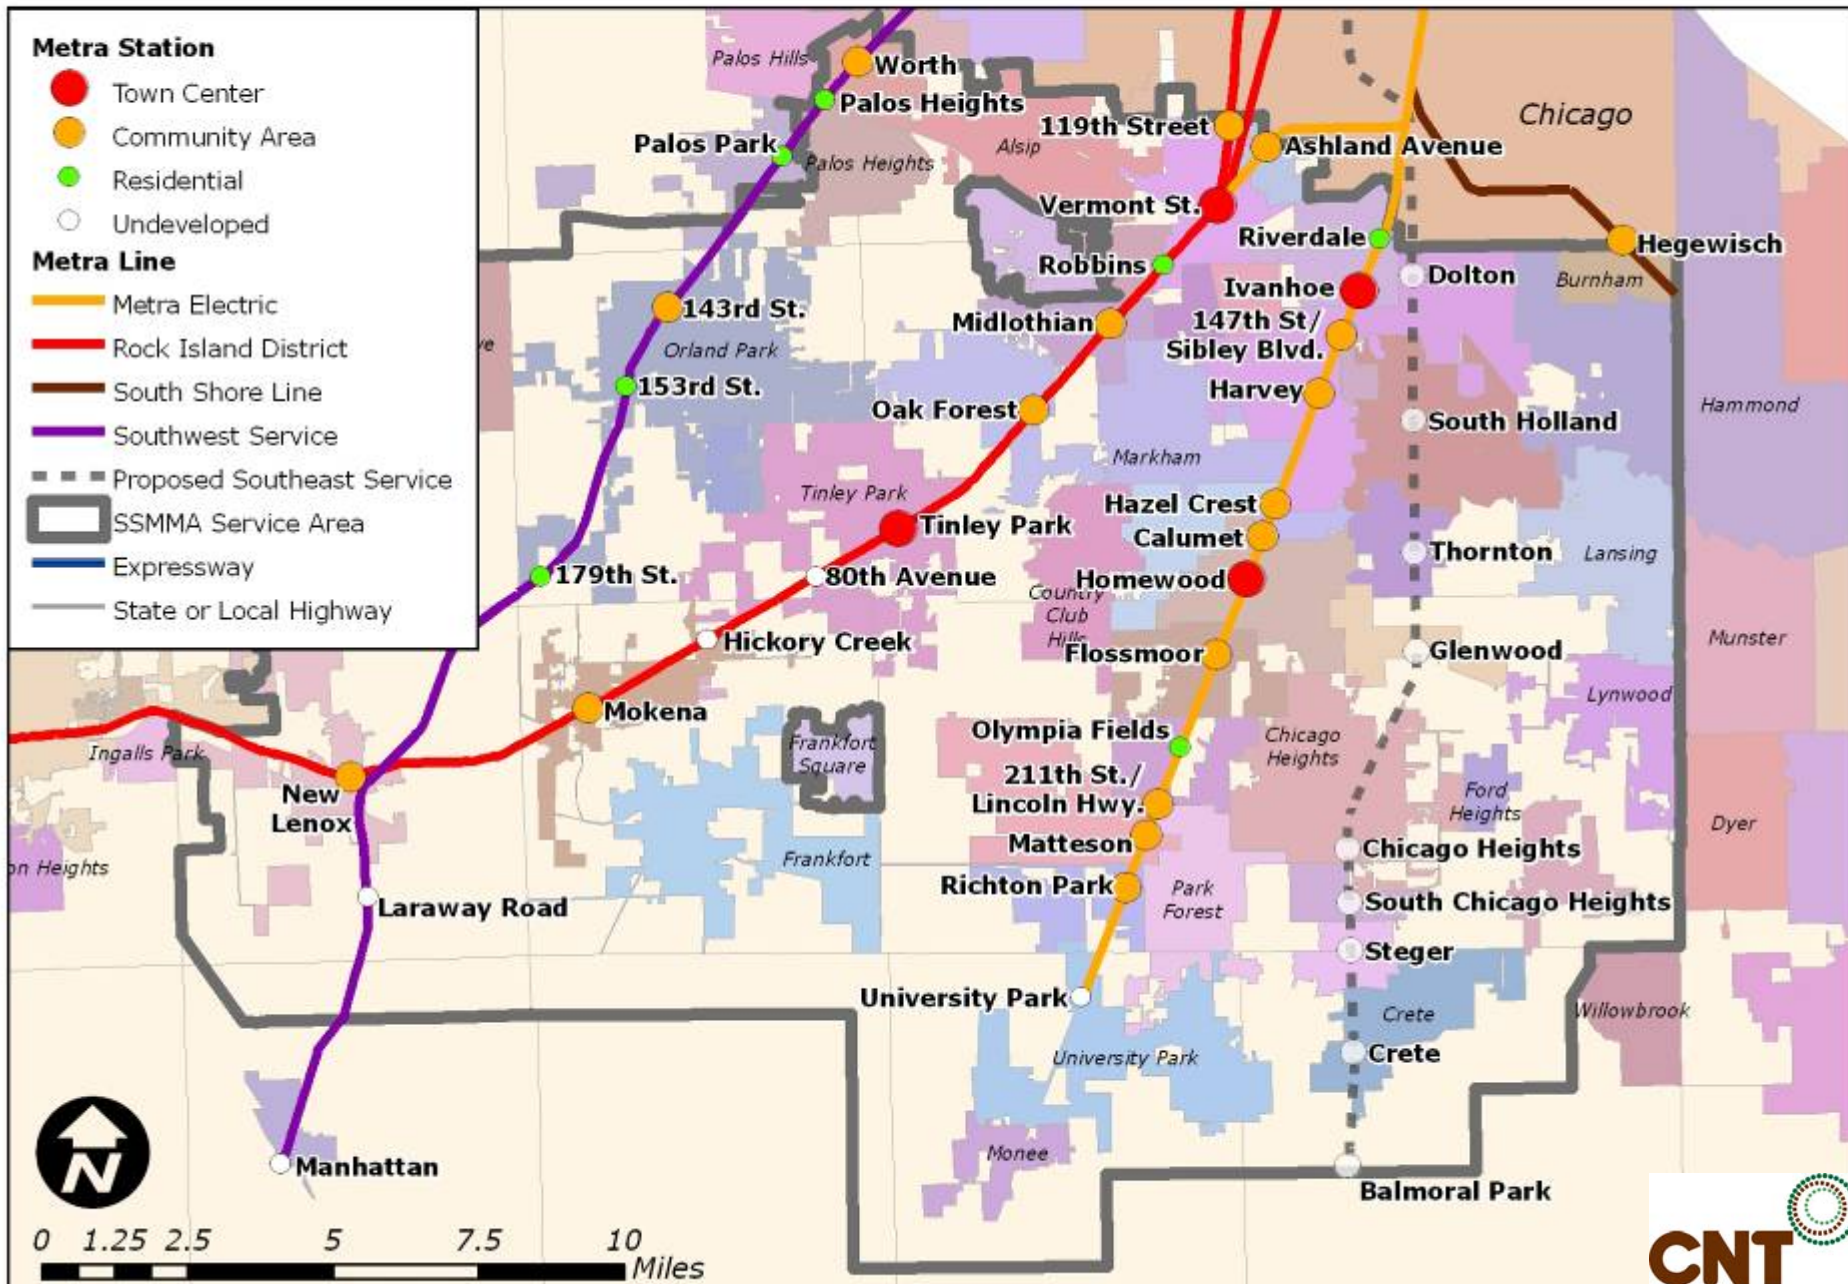 Metra Station
Town Center
Community Area
Residential
Undeveloped
Metra Line
Metra Electric
Rock Island District
South Shore Line
Southwest Service
Proposed Southeast Service
SSMMA Service Area
Expressway
State or Local Highway
Palos Hills
Worth
Palos Heights
Palos Park
Palos Heights
Alsip
119th Street
Ashland Avenue
Chicago
Vermont St.
Riverdale
Hegewisch
Robbins
Dolton
Burnham
Ivanhoe
143rd St.
Midlothian
147th St/
Sibley Blvd.
ve
Orland Park
153rd St.
Harvey
Hammond
Oak Forest
South Holland
Markham
Tinley Park
Hazel Crest
Tinley Park
Calumet
Thornton
Lansing
179th St.
80th Avenue
Homewood
Country
Club
Hills
Hickory Creek
Flossmoor
Glenwood
Munster
Lynwood
Mokena
Ingalls Park
Frankfort
Square
Olympia Fields
Chicago
Heights
New
Lenox
211th St./
Lincoln Hwy.
Ford
Heights
Dyer
Matteson
Chicago Heights
on Heights
Frankfort
Richton Park
Park
Forest
Laraway Road
South Chicago Heights
Steger
University Park
Crete
Willowbrook
University Park
Crete
Monee
Manhattan
Balmoral Park
N
0 1.25 2.5 5 7.5 10
Miles
CNT